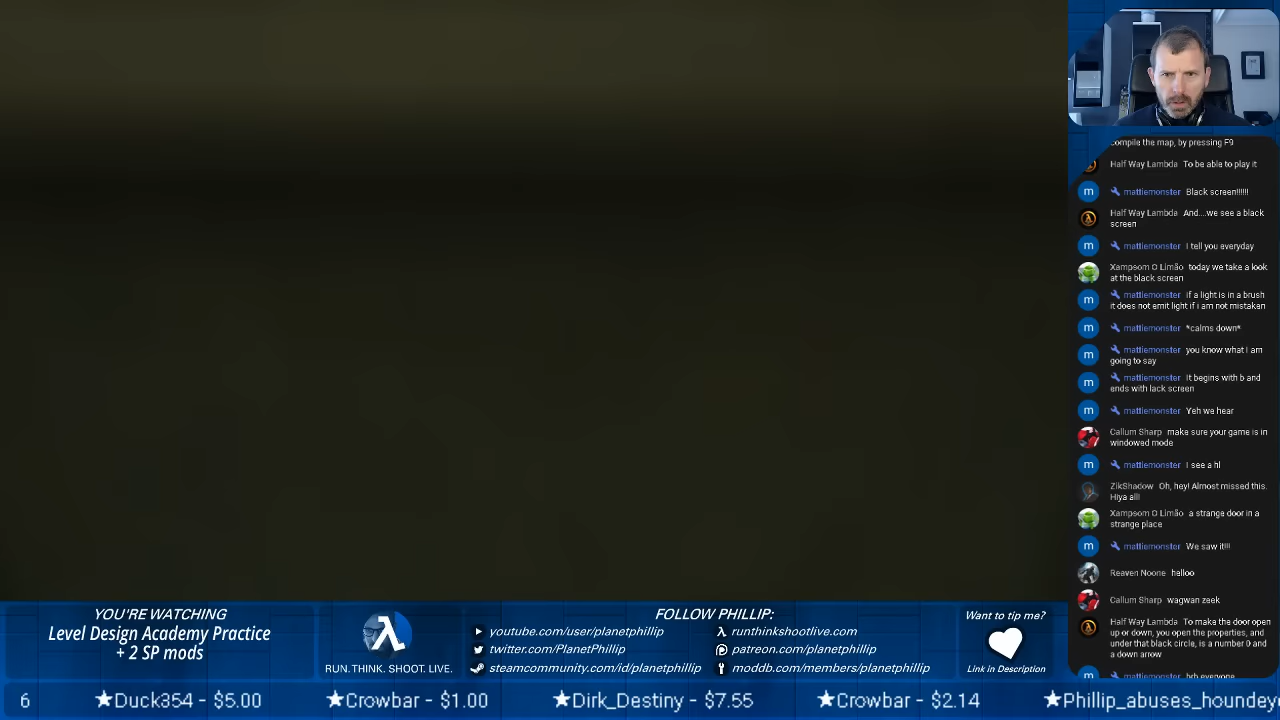 compile the map, by pressing F9
Half Way Lambda To be able to play it
mattiemonster Black screen!!!!!!
Half Way Lambda And....we see a black
screen
mattiemonster I tell you everyday
Xampsom O Limão today we take a look
at the black screen
mattiemonster if a light is in a brush
it does not emit light if i am not mistaken
mattiemonster *calms down*
mattiemonster you know what I am
going to say
mattiemonster It begins with b and
ends with lack screen
mattiemonster Yeh we hear
Callum Sharp make sure your game is in
windowed mode
mattiemonster I see a hl
ZikShadow Oh, hey! Almost missed this.
Hiya all!
Xampsom O Limão a strange door in a
strange place
mattiemonster We saw it!!!
Reaven Noone helloo
Callum Sharp wagwan zeek
Half Way Lambda To make the door open
up or down, you open the properties, and
under that black circle, is a number 0 and
a down arrow
mattiemonster brb everyone
YOU'RE WATCHING
Level Design Academy Practice
+ 2 SP mods
RUN. THINK. SHOOT. LIVE.
FOLLOW PHILLIP:
youtube.com/user/planetphillip
twitter.com/PlanetPhillip
steamcommunity.com/id/planetphillip
runthinkshootlive.com
patreon.com/planetphillip
moddb.com/members/planetphillip
Want to tip me?
Link in Description
6 ★Duck354 - $5.00 ★Crowbar - $1.00 ★Dirk_Destiny - $7.55 ★Crowbar - $2.14 ★Phillip_abuses_houndey